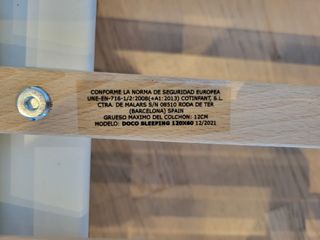 CONFORME LA NORMA DE SEGURIDAD EUROPEA
UNE-EN-716-1/2:2008(+A1:2013) COTINFANT, S.L.
CTRA. DE MALARS S/N 08510 RODA DE TER
(BARCELONA) SPAIN
GRUESO MAXIMO DEL COLCHON: 12CM
MODELO: DOCO SLEEPING 120X60 12/2021